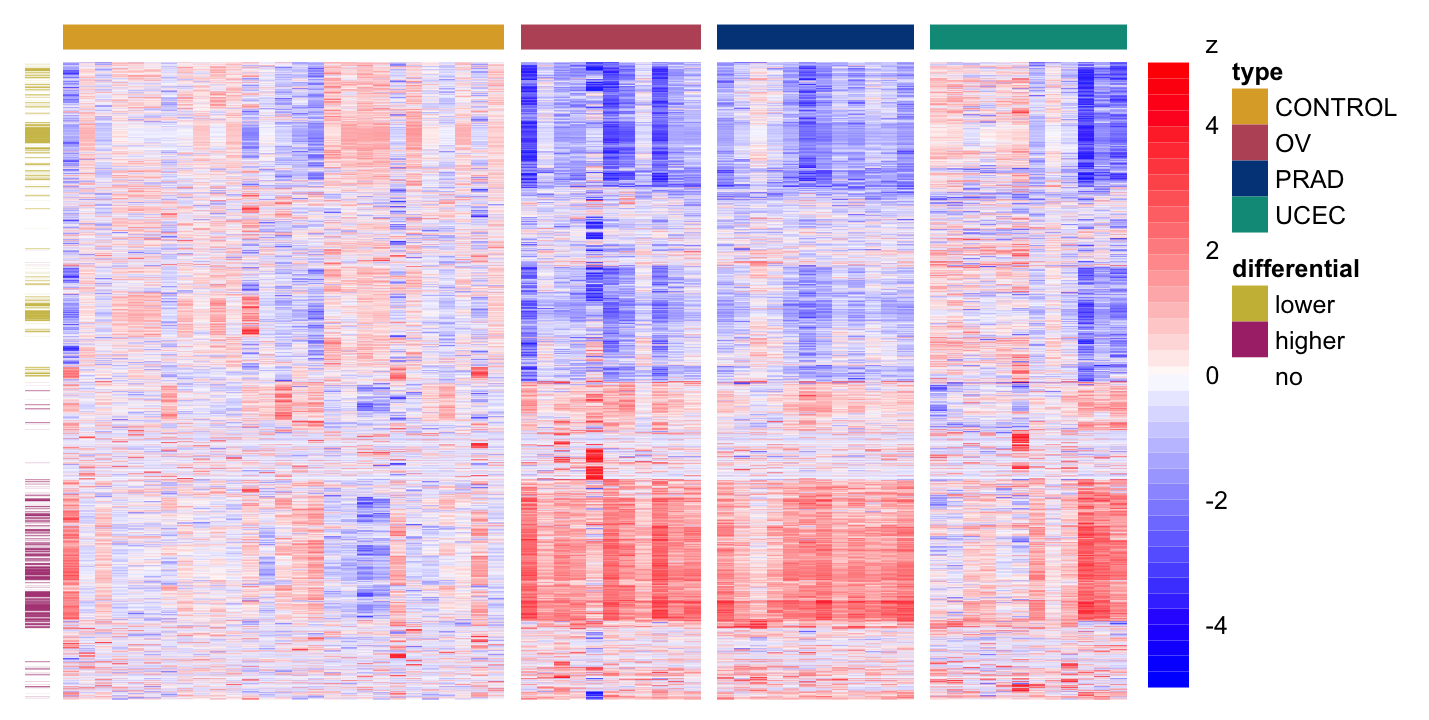 z
4
2
0
-2
-4
type
CONTROL
OV
PRAD
UCEC
differential
lower
higher
no